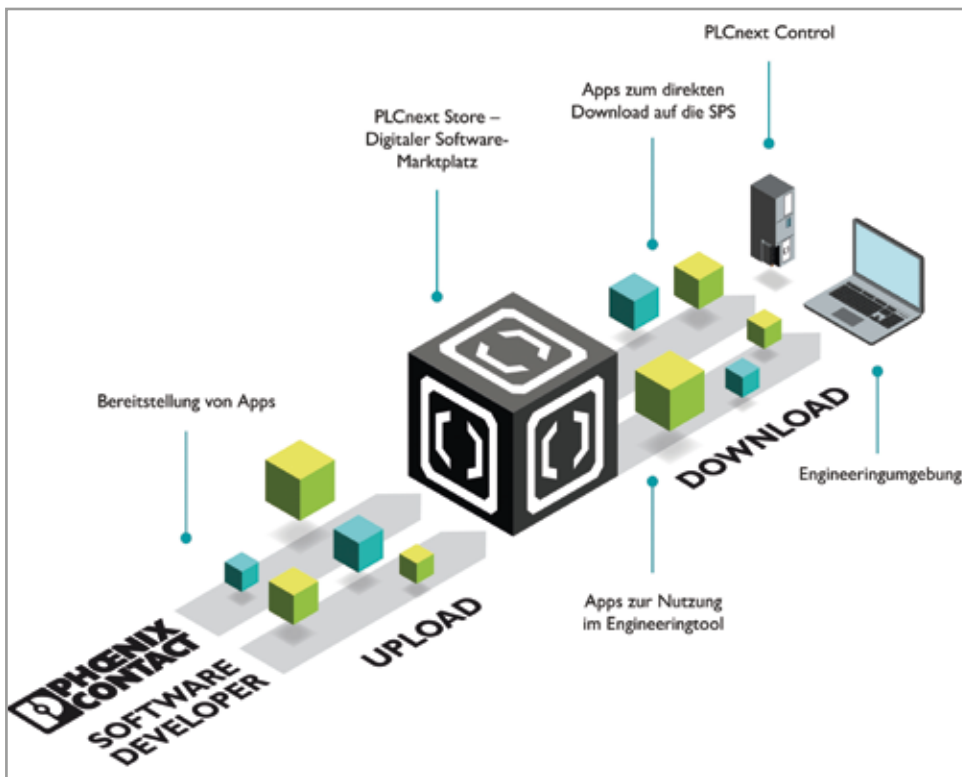 PLCnext Control
Apps zum direkten
Download auf die SPS
PLCnext Store –
Digitaler Software-
Marktplatz
Bereitstellung von Apps
DOWNLOAD
Engineeringumgebung
Apps zur Nutzung
im Engineeringtool
UPLOAD
PHŒNIX
CONTACT
SOFTWARE
DEVELOPER